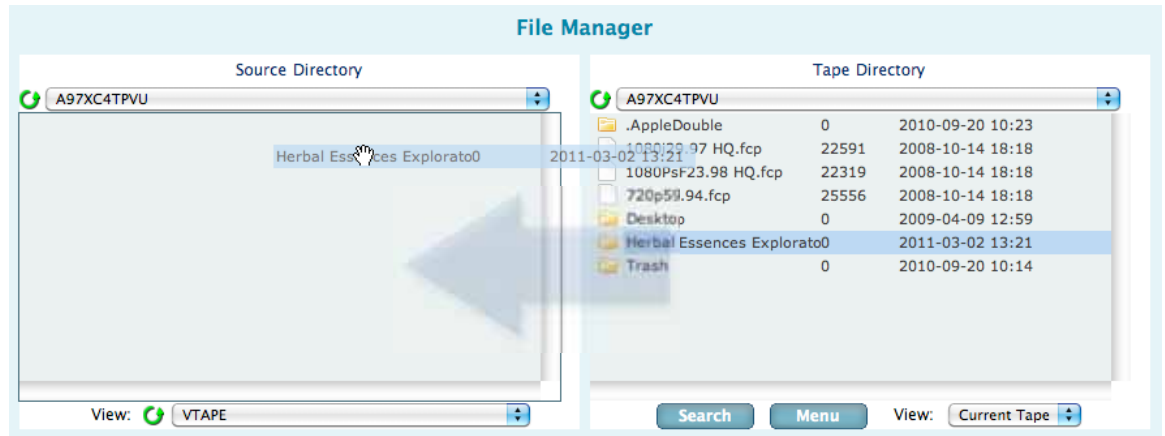 File Manager
Source Directory
A97XC4TPVU
Herbal Essences Explorato0 2011-03-02 13:21
View: VTAPE
Tape Directory
A97XC4TPVU
.AppleDouble 0 2010-09-20 10:23
1080i29.97 HQ.fcp 22591 2008-10-14 18:18
1080PsF23.98 HQ.fcp 22319 2008-10-14 18:18
720p59.94.fcp 25556 2008-10-14 18:18
Desktop 0 2009-04-09 12:59
Herbal Essences Explorato0 2011-03-02 13:21
Trash 0 2010-09-20 10:14
Search Menu View: Current Tape